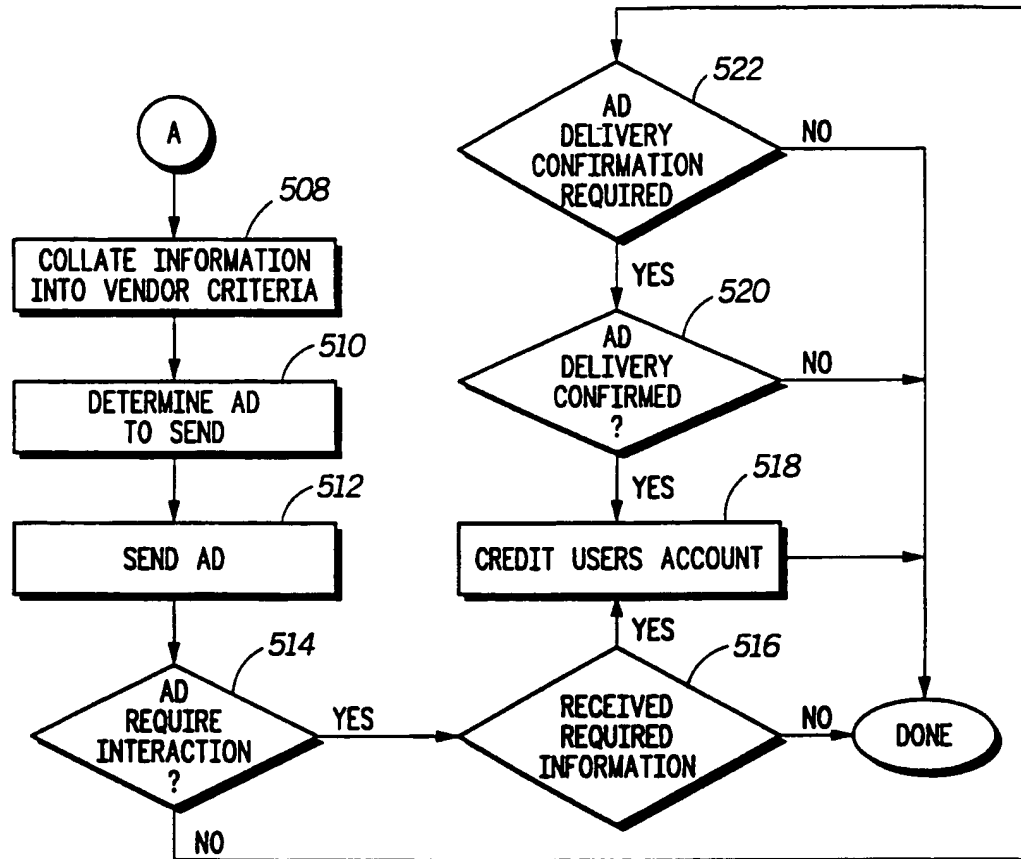 A
508
COLLATE INFORMATION
INTO VENDOR CRITERIA
510
DETERMINE AD
TO SEND
512
SEND AD
514
AD
REQUIRE
INTERACTION
?
YES
NO
522
AD
DELIVERY
CONFIRMATION
REQUIRED
NO
YES
520
AD
DELIVERY
CONFIRMED
?
NO
YES
518
CREDIT USERS ACCOUNT
YES
516
RECEIVED
REQUIRED
INFORMATION
NO
DONE